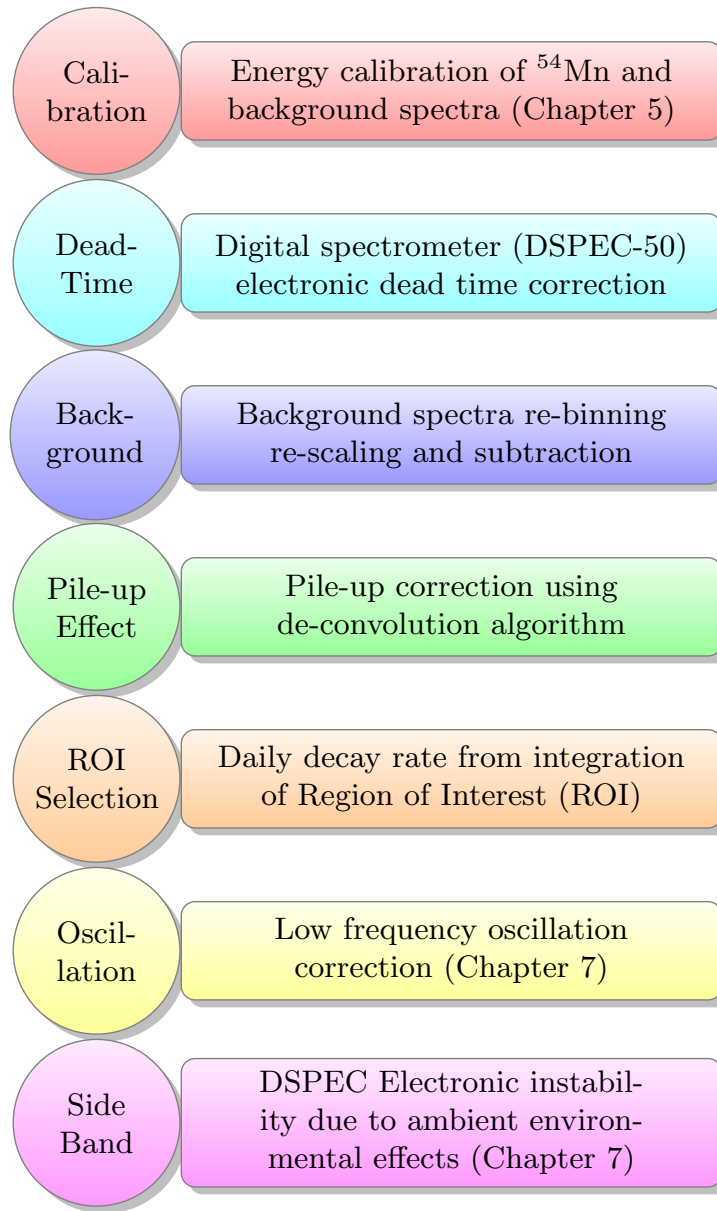 Cali-
bration
Energy calibration of ⁵⁴Mn and
background spectra (Chapter 5)
Dead-
Time
Digital spectrometer (DSPEC-50)
electronic dead time correction
Back-
ground
Background spectra re-binning
re-scaling and subtraction
Pile-up
Effect
Pile-up correction using
de-convolution algorithm
ROI
Selection
Daily decay rate from integration
of Region of Interest (ROI)
Oscil-
lation
Low frequency oscillation
correction (Chapter 7)
Side
Band
DSPEC Electronic instabil-
ity due to ambient environ-
mental effects (Chapter 7)